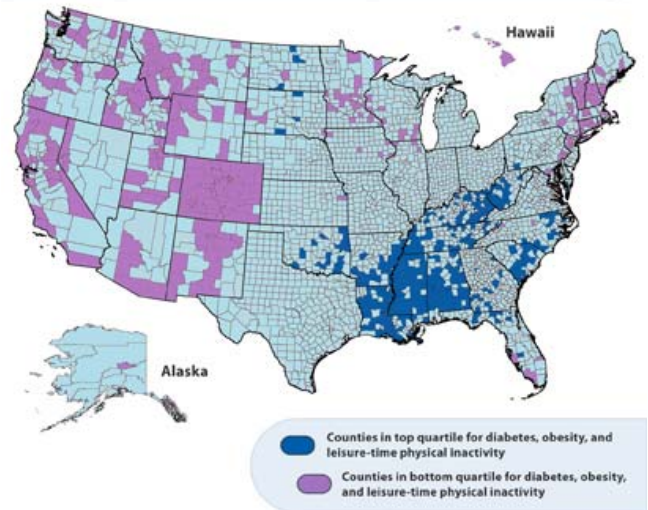 Hawaii
Alaska
Counties in top quartile for diabetes, obesity, and
leisure-time physical inactivity
Counties in bottom quartile for diabetes, obesity,
and leisure-time physical inactivity